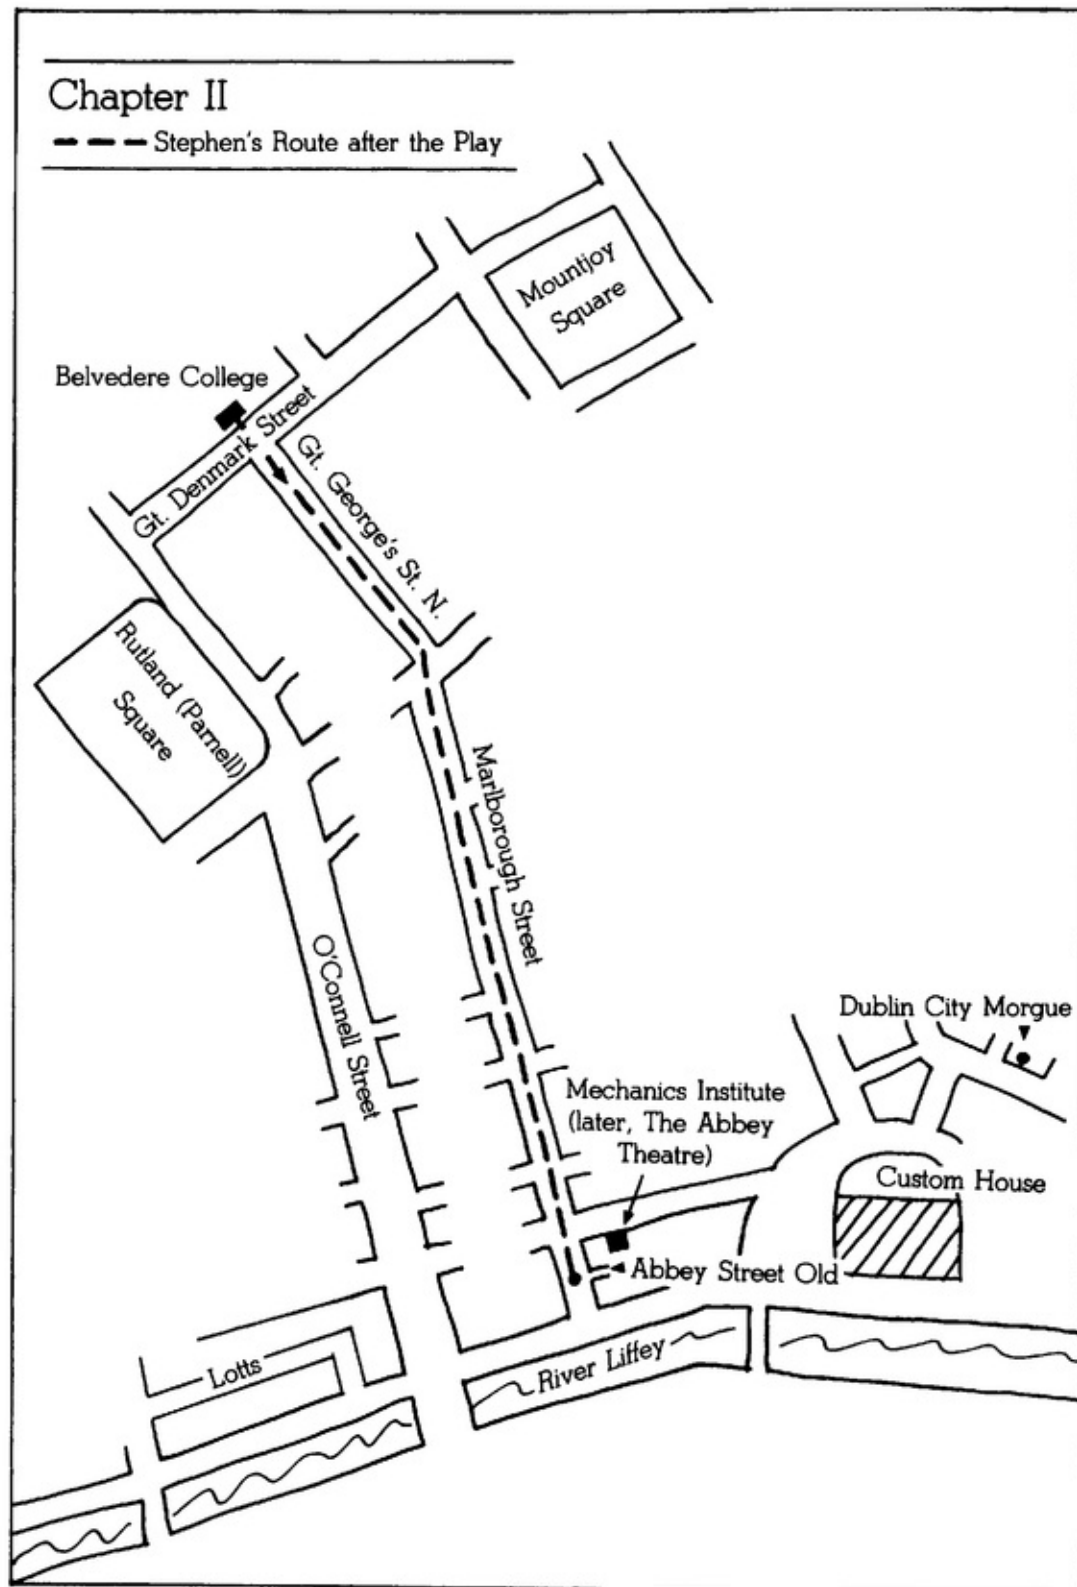 Chapter II
Stephen's Route after the Play
Mountjoy
Square
Belvedere College
Gt. Denmark Street
Gt. George's St. N.
Rutland (Parnell)
Square
Marlborough Street
O'Connell Street
Dublin City Morgue
Mechanics Institute
(later, The Abbey
Theatre)
Custom House
Abbey Street Old
Lotts
River Liffey